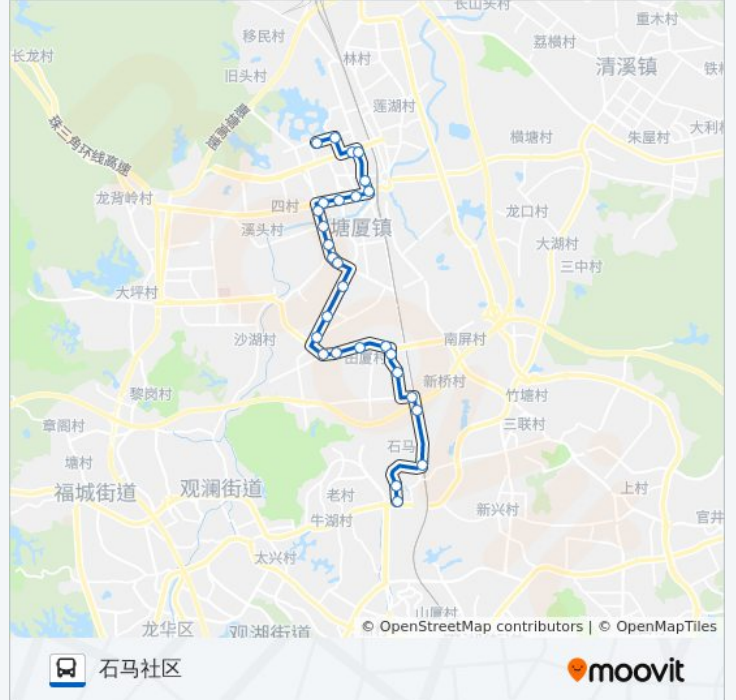 长山头村
重木村
移民村
荔横村
长龙村
林村
清溪镇
旧头村
莲湖村
惠塘高速
珠三角环线高速
横塘村
朱屋村
大利
龙背岭村
四村
龙口村
塘厦镇
溪头村
大湖村
三中村
大坪村
沙湖村
南屏村
田厦村
新桥村
黎岗村
竹塘村
三联村
章阁村
石马
塘村
观澜街道
上村
福城街道
老村
新兴村
牛湖村
官井
太兴村
山厦村
龙华区
观湖街道
© OpenStreetMap contributors | © OpenMapTiles
石马社区
moovit